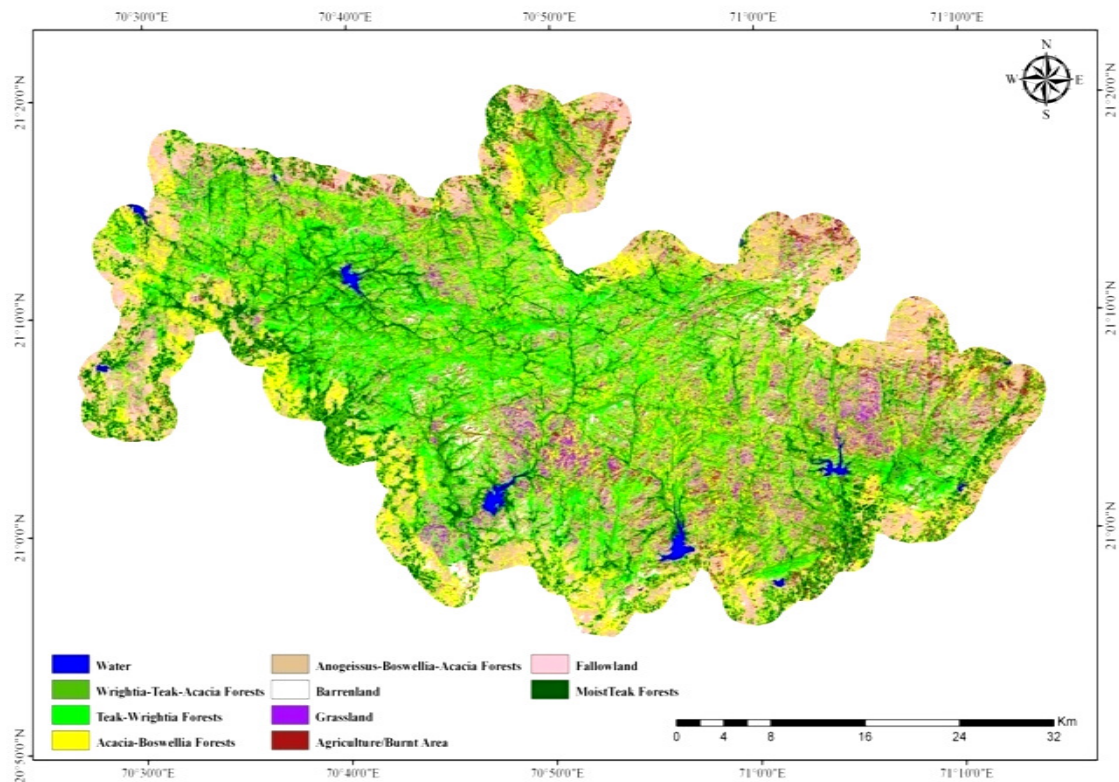 70°30'0"E 70°40'0"E 70°50'0"E 71°0'0"E 71°10'0"E
N
W E
S
21°20'0"N 21°20'0"N
21°10'0"N 21°10'0"N
21°0'0"N 21°0'0"N
Water Anogeissus-Boswellia-Acacia Forests Fallowland
Wrightia-Teak-Acacia Forests Barrenland MoistTeak Forests
Teak-Wrightia Forests Grassland
Acacia-Boswellia Forests Agriculture/Burnt Area
Km
0 4 8 16 24 32
20°50'0"N
70°30'0"E 70°40'0"E 70°50'0"E 71°0'0"E 71°10'0"E